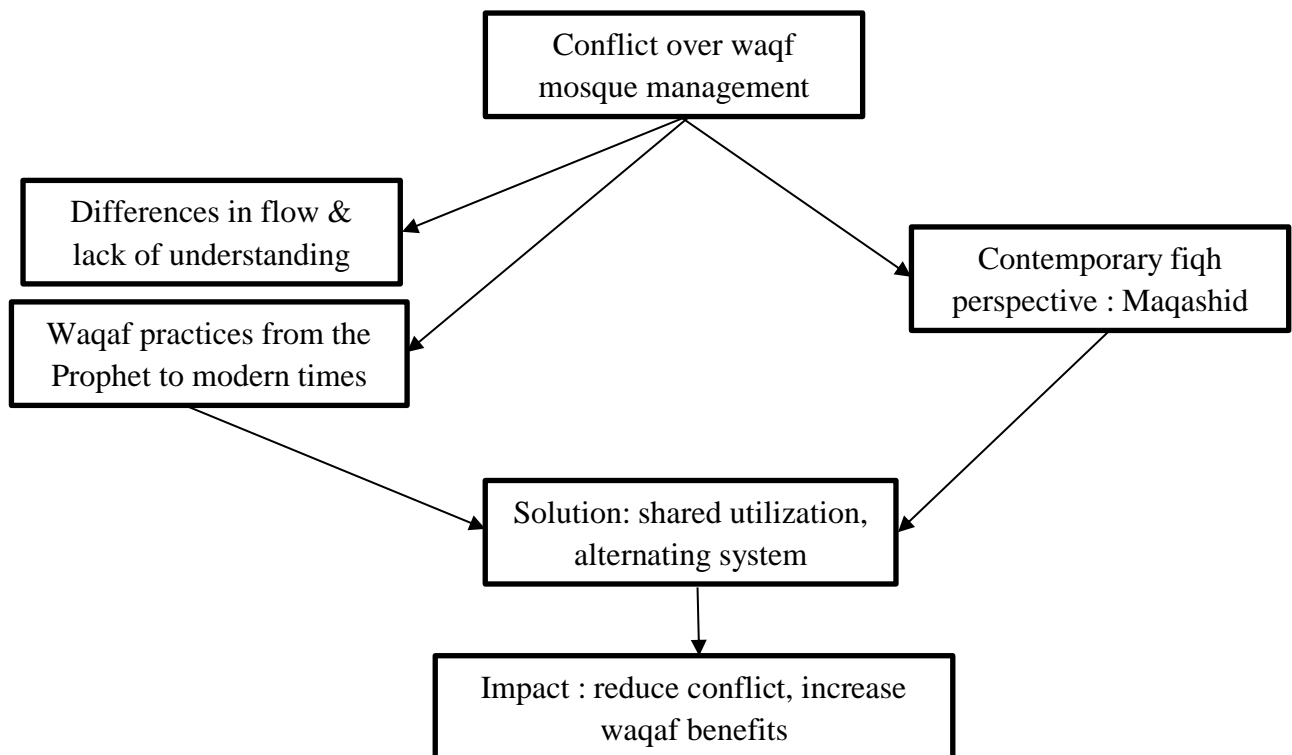 Conflict over waqf
mosque management
Differences in flow &
lack of understanding
Waqaf practices from the
Prophet to modern times
Contemporary fiqh
perspective : Maqashid
Solution: shared utilization,
alternating system
Impact : reduce conflict, increase
waqaf benefits